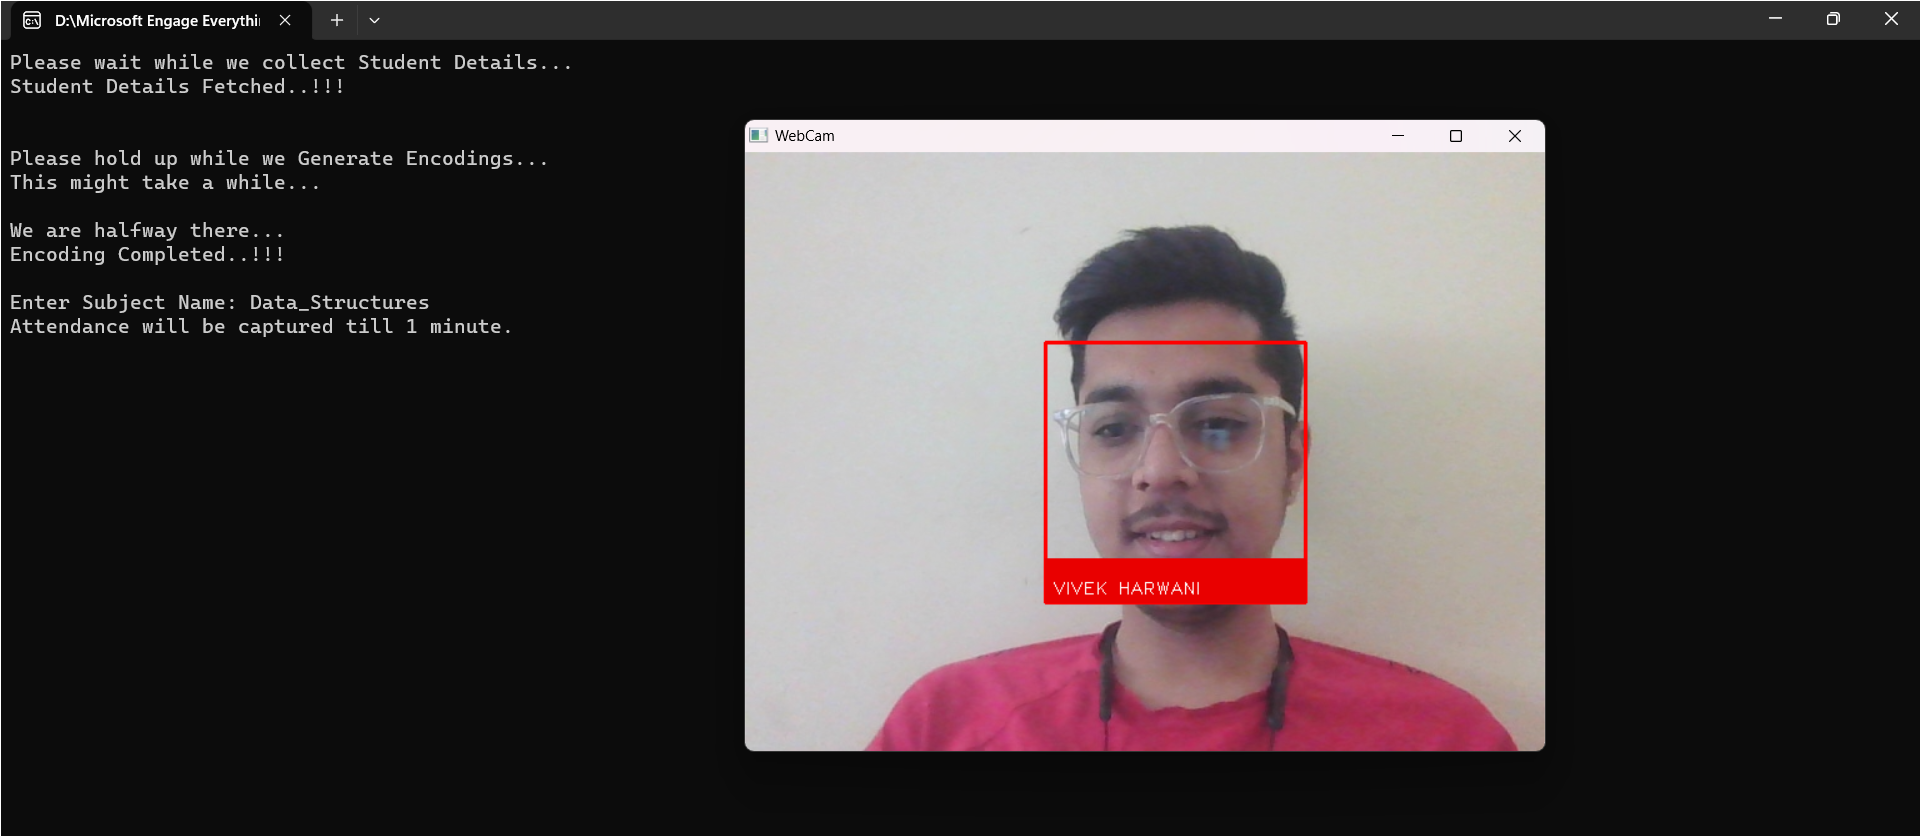 D:\Microsoft Engage Everythi
Please wait while we collect Student Details...
Student Details Fetched..!!!
Please hold up while we Generate Encodings...
This might take a while...
We are halfway there...
Encoding Completed..!!!
Enter Subject Name: Data_Structures
Attendance will be captured till 1 minute.
WebCam
VIVEK HARWANI